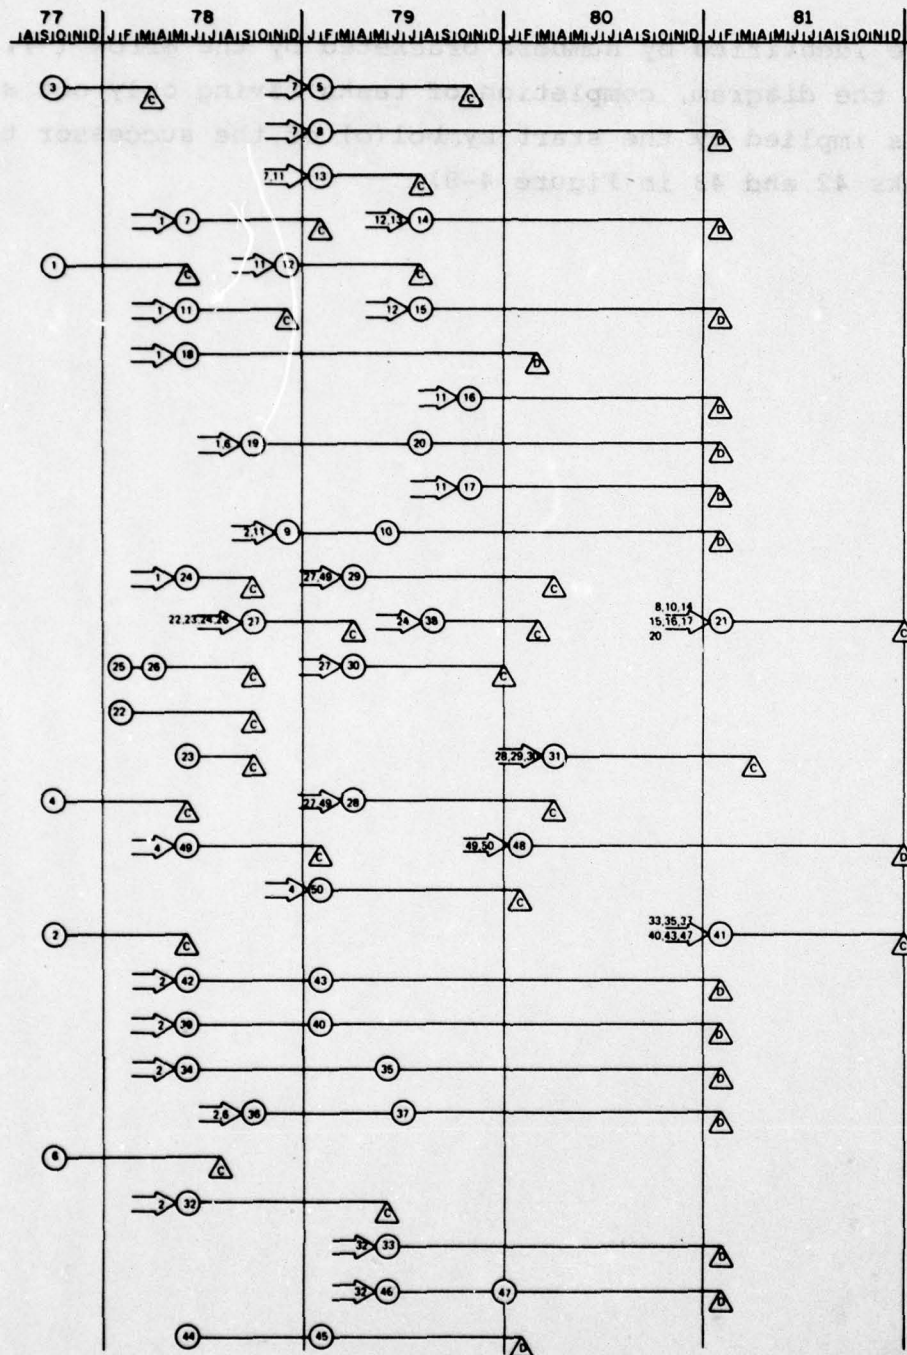 77 78 79 80 81
JASOND JFMAMJJASOND JFMAMJJASOND JFMAMJJASOND JFMAMJJASOND
3 C 7 5 C
7 8 D
7,11 13 C
1 7 C 12,13 14 D
1 C 11 12 C
1 11 C 12 15 D
1 18 D
11 16 D
1,6 19 20 D
11 17 D
2,11 9 10 D
1 24 C 27,49 29 C
8,10,14
22,23,24,26 27 C 24 38 C 15,16,17 21 C
20
25 26 C 27 30 C
22 C
23 C 28,29,30 31 C
4 C 27,49 28 C
4 49 C 49,50 48 D
4 50 C
33,35,37
2 C 40,43,47 41 C
2 42 43 D
2 39 40 D
2 34 35 D
2,6 36 37 D
6 C
2 32 C
32 33 D
32 46 47 D
44 45 D